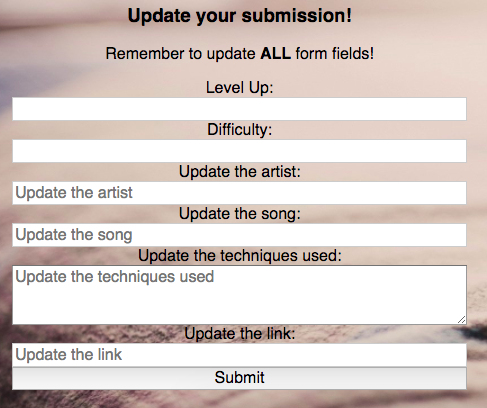 Update your submission!
Remember to update ALL form fields!
Level Up:
Difficulty:
Update the artist:
Update the artist
Update the song:
Update the song
Update the techniques used:
Update the techniques used
Update the link:
Update the link
Submit